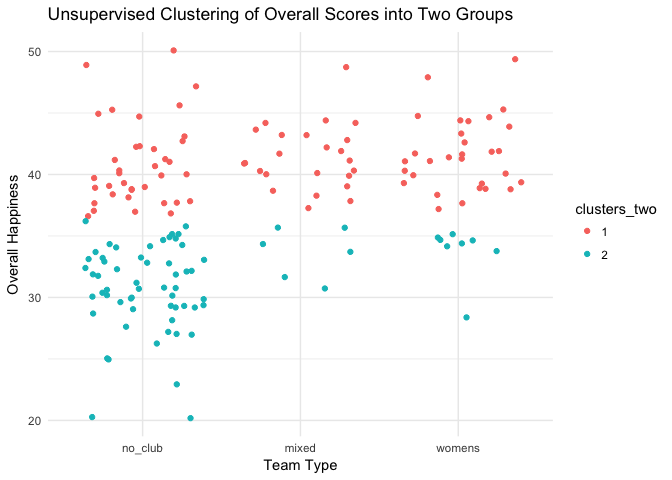 Unsupervised Clustering of Overall Scores into Two Groups
Overall Happiness
50
40
30
20
no_club
mixed
womens
Team Type
clusters_two
1
2